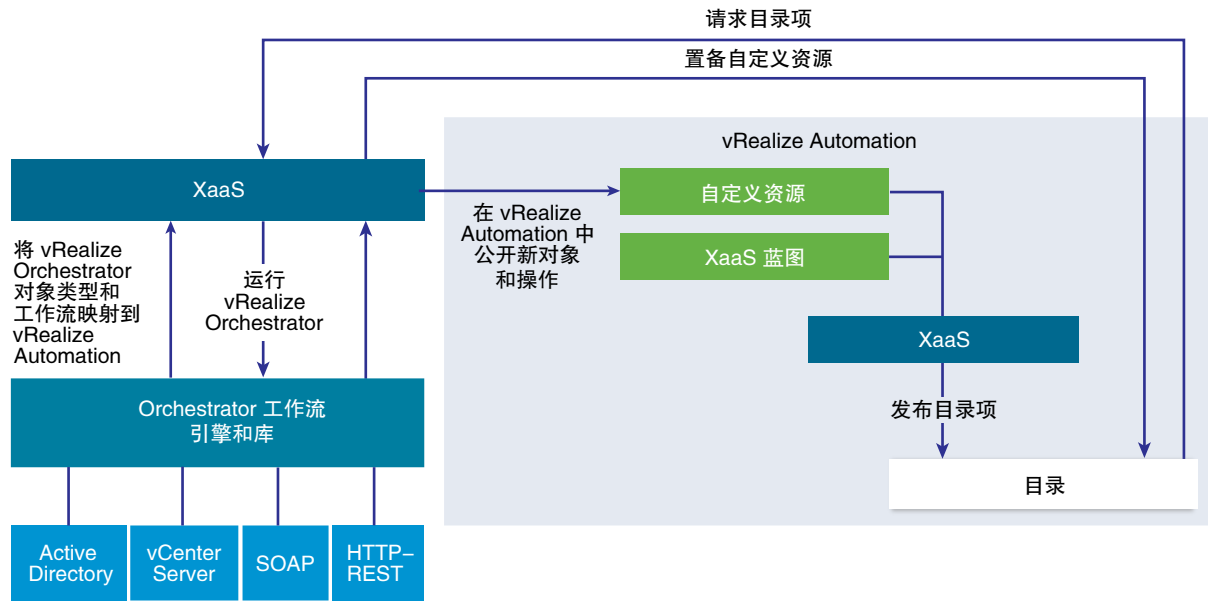 请求目录项
置备自定义资源
vRealize Automation
XaaS
自定义资源
在 vRealize
Automation 中
公开新对象
和操作
XaaS 蓝图
将 vRealize
Orchestrator
对象类型和
工作流映射到
vRealize
Automation
运行
vRealize
Orchestrator
XaaS
Orchestrator 工作流
引擎和库
发布目录项
目录
Active
Directory
vCenter
Server
SOAP
HTTP–
REST